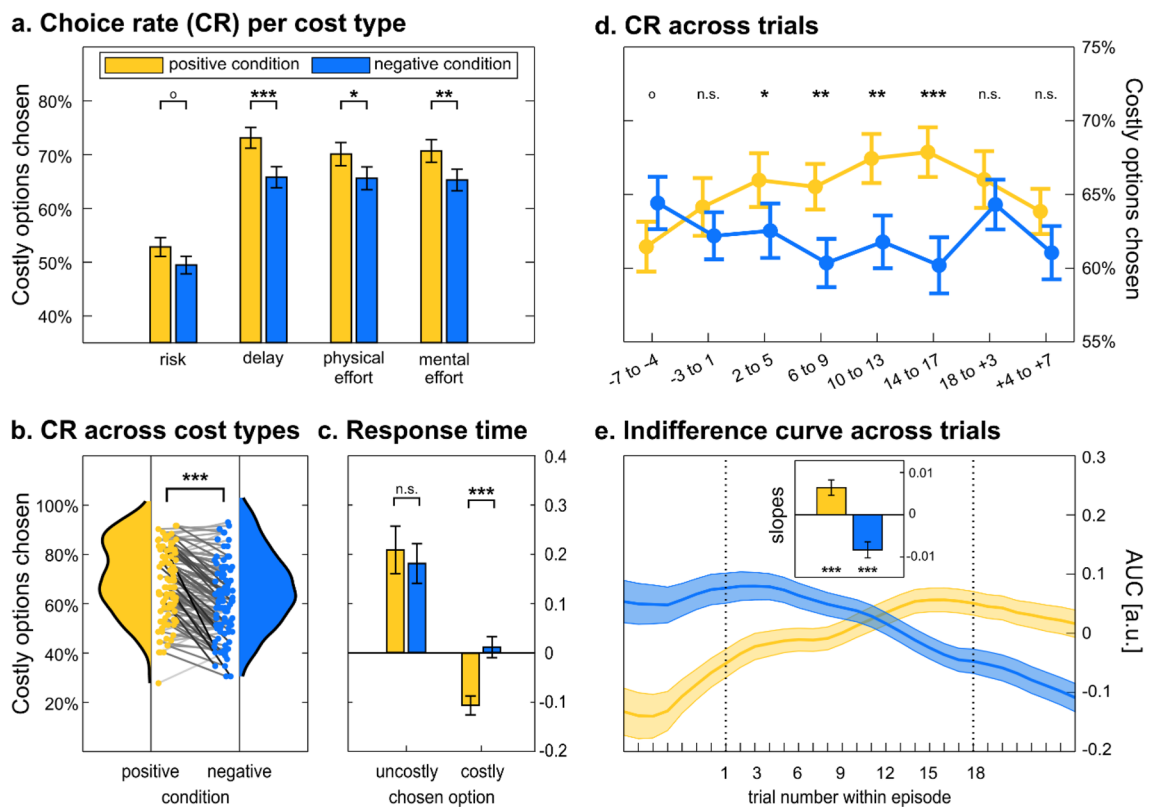 a. Choice rate (CR) per cost type
positive condition
negative condition
Costly options chosen
80%
70%
60%
50%
40%
o
***
*
**
risk
delay
physical
effort
mental
effort
d. CR across trials
75%
70%
65%
60%
55%
Costly options chosen
o
n.s.
*
**
**
***
n.s.
n.s.
-7 to -4
-3 to 1
2 to 5
6 to 9
10 to 13
14 to 17
18 to +3
+4 to +7
b. CR across cost types
Costly options chosen
100%
80%
60%
40%
20%
***
positive
negative
condition
c. Response time
0.4
0.3
0.2
0.1
0
-0.1
-0.2
n.s.
***
uncostly
costly
chosen option
e. Indifference curve across trials
0.3
0.2
0.1
0
-0.1
-0.2
AUC [a.u.]
slopes
0.01
0
-0.01
***
***
1
3
6
9
12
15
18
trial number within episode